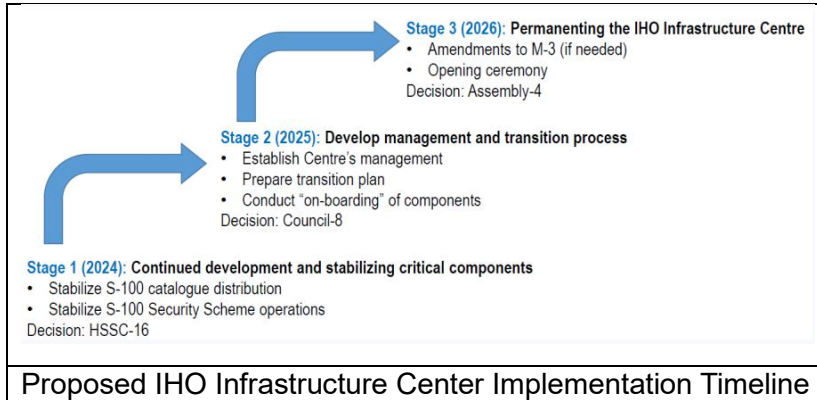 Stage 3 (2026): Permanenting the IHO Infrastructure Centre
• Amendments to M-3 (if needed)
• Opening ceremony
Decision: Assembly-4
Stage 2 (2025): Develop management and transition process
• Establish Centre's management
• Prepare transition plan
• Conduct “on-boarding” of components
Decision: Council-8
Stage 1 (2024): Continued development and stabilizing critical components
• Stabilize S-100 catalogue distribution
• Stabilize S-100 Security Scheme operations
Decision: HSSC-16
Proposed IHO Infrastructure Center Implementation Timeline